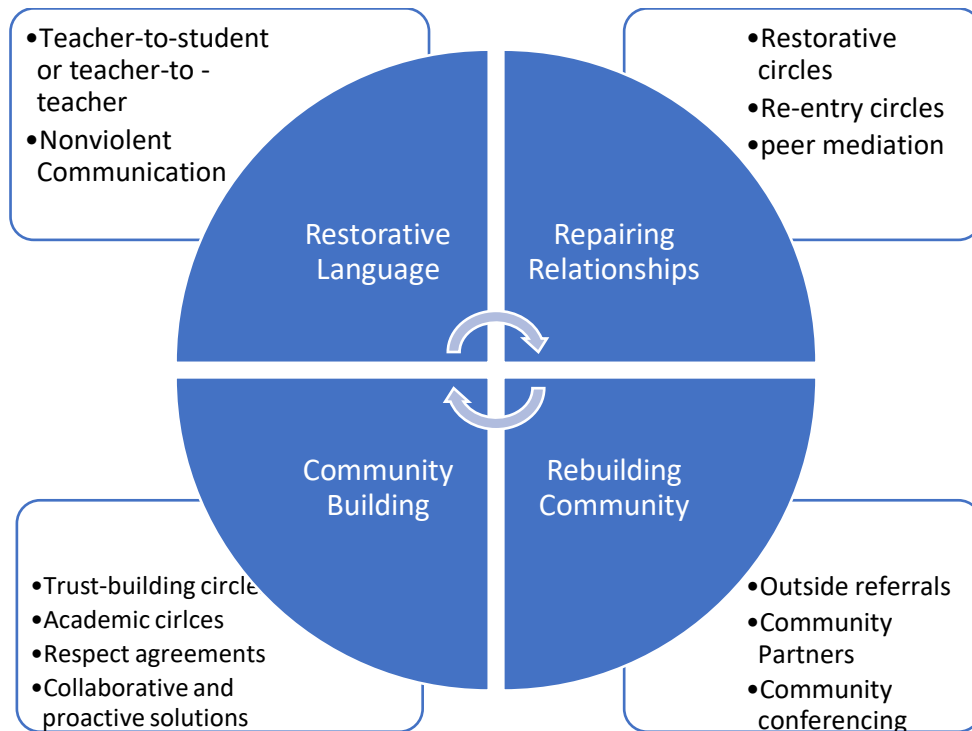 •Teacher-to-student
or teacher-to -
teacher
•Nonviolent
Communication
•Restorative
circles
•Re-entry circles
•peer mediation
Restorative
Language
Repairing
Relationships
Community
Building
Rebuilding
Community
•Trust-building circle
•Academic cirlces
•Respect agreements
•Collaborative and
proactive solutions
•Outside referrals
•Community
Partners
•Community
conferencing